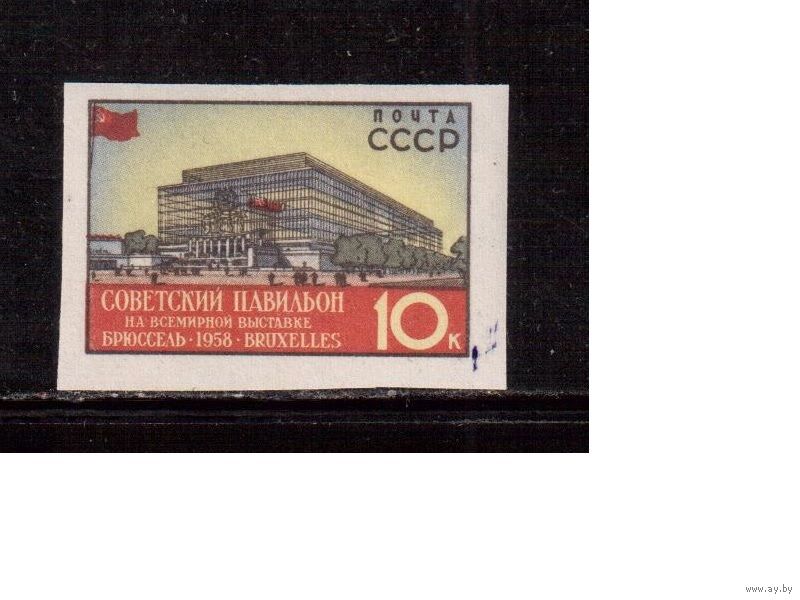 ПОЧТА
СССР
СОВЕТСКИЙ ПАВИЛЬОН
НА ВСЕМИРНОЙ ВЫСТАВКЕ
БРЮССЕЛЬ · 1958 · BRUXELLES
10к
www.ay.by